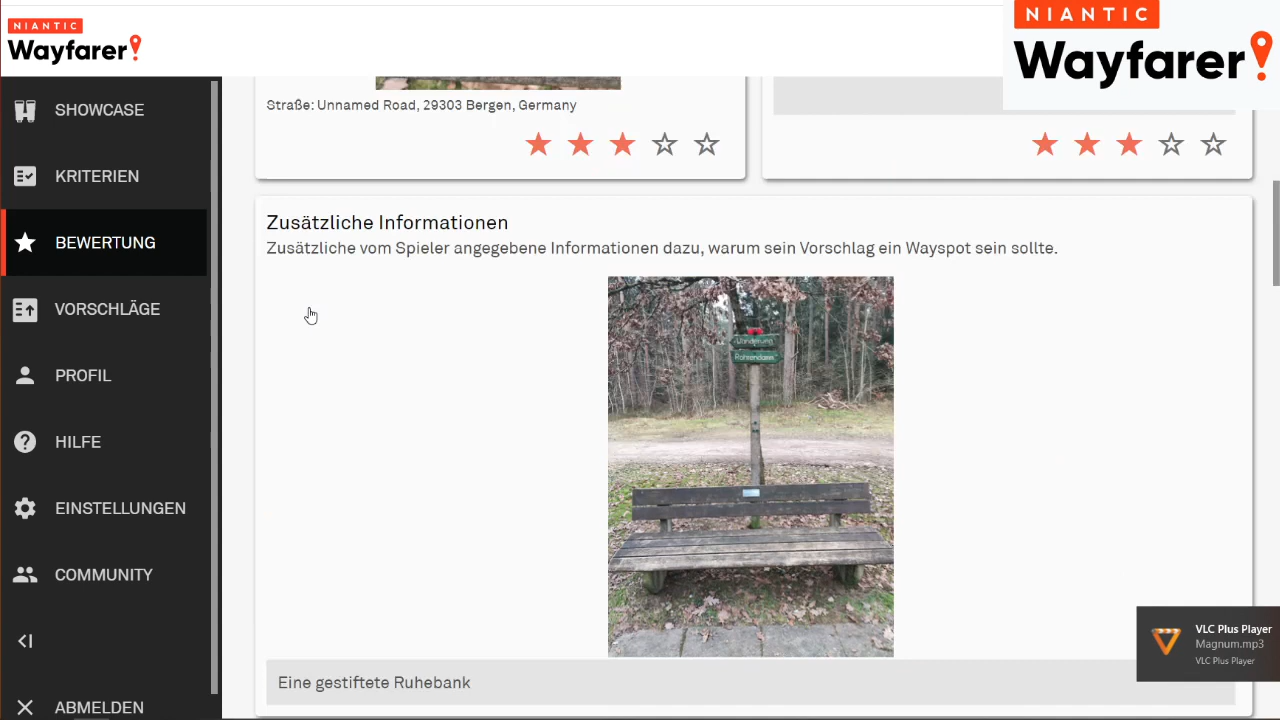 NIANTIC
Wayfarer
NIANTIC
Wayfarer
SHOWCASE
KRITERIEN
BEWERTUNG
VORSCHLÄGE
PROFIL
HILFE
EINSTELLUNGEN
COMMUNITY
ABMELDEN
Straße: Unnamed Road, 29303 Bergen, Germany
Zusätzliche Informationen
Zusätzliche vom Spieler angegebene Informationen dazu, warum sein Vorschlag ein Wayspot sein sollte.
Wanderweg
Rohrendamm
Eine gestiftete Ruhebank
VLC Plus Player
Magnum.mp3
VLC Plus Player